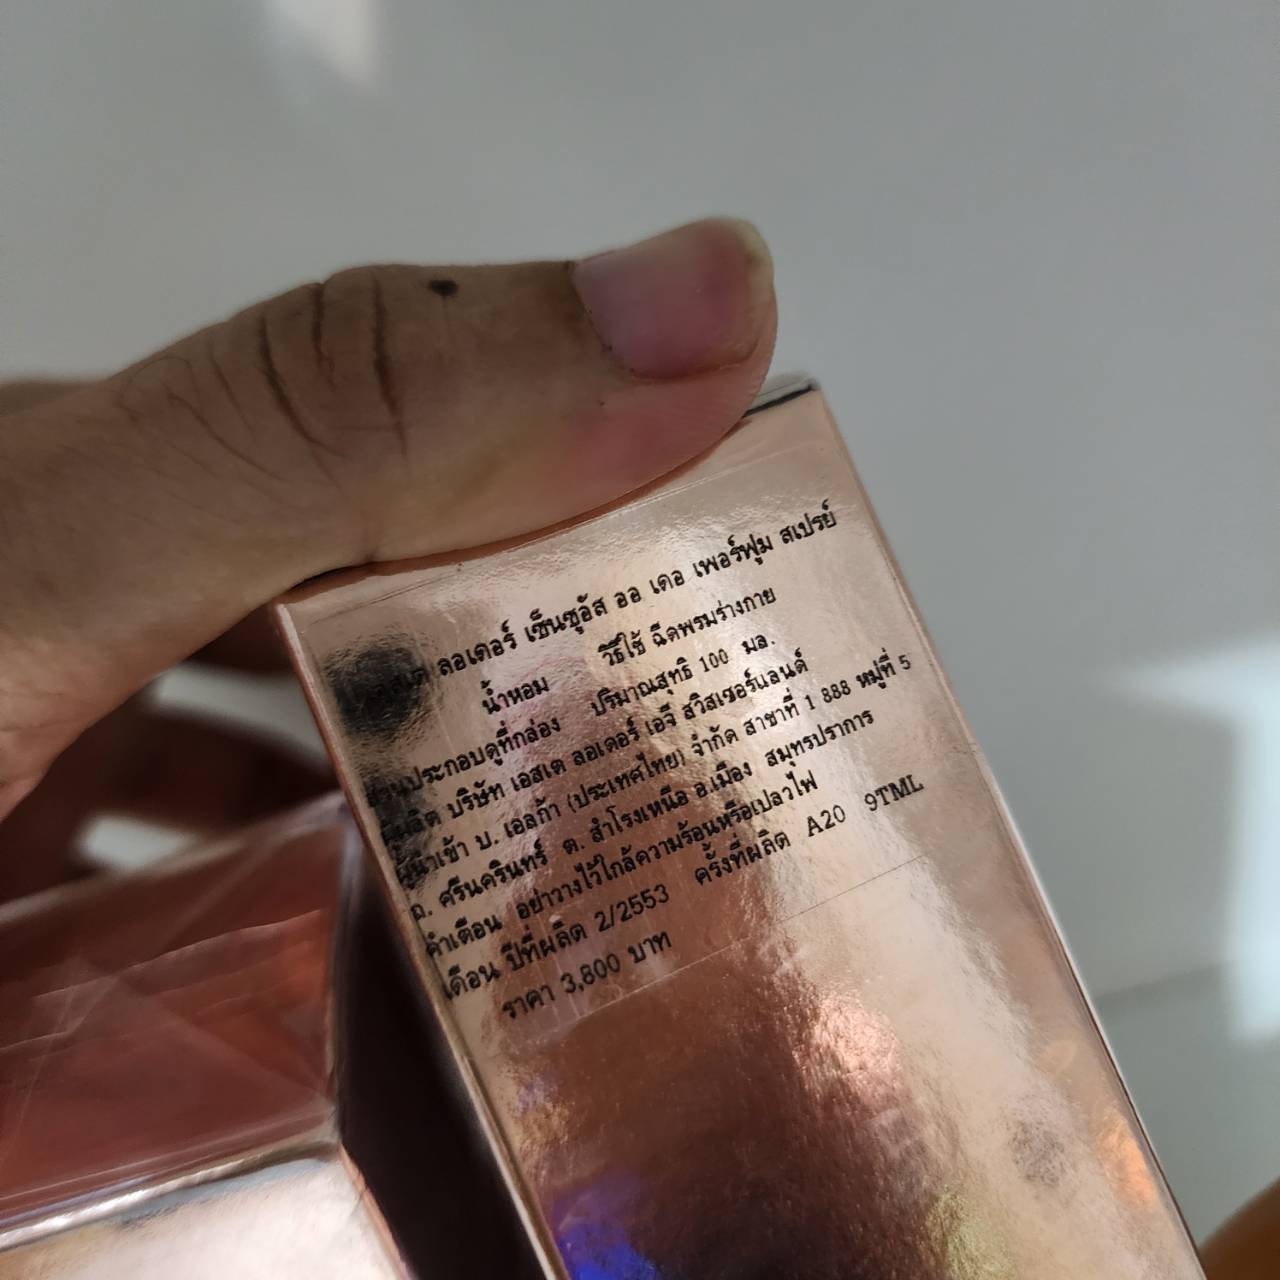 ลอเดอร์ เซ็นซูอัส ออ เดอ เพอร์ฟูม สเปรย์
น้ำหอม วิธีใช้ ฉีดพรมร่างกาย
ส่วนประกอบดูที่กล่อง ปริมาณสุทธิ 100 มล.
ผู้ผลิต บริษัท เอสเต ลอเดอร์ เอจี สวิสเซอร์แลนด์
ผู้นำเข้า บ. เอลก้า (ประเทศไทย) จำกัด สาขาที่ 1 888 หมู่ที่ 5
ถ. ศรีนครินทร์ ต. สำโรงเหนือ อ.เมือง สมุทรปราการ
คำเตือน อย่าวางไว้ใกล้ความร้อนหรือเปลวไฟ
เดือน ปีที่ผลิต 2/2553 ครั้งที่ผลิต A20 9TML
ราคา 3,800 บาท